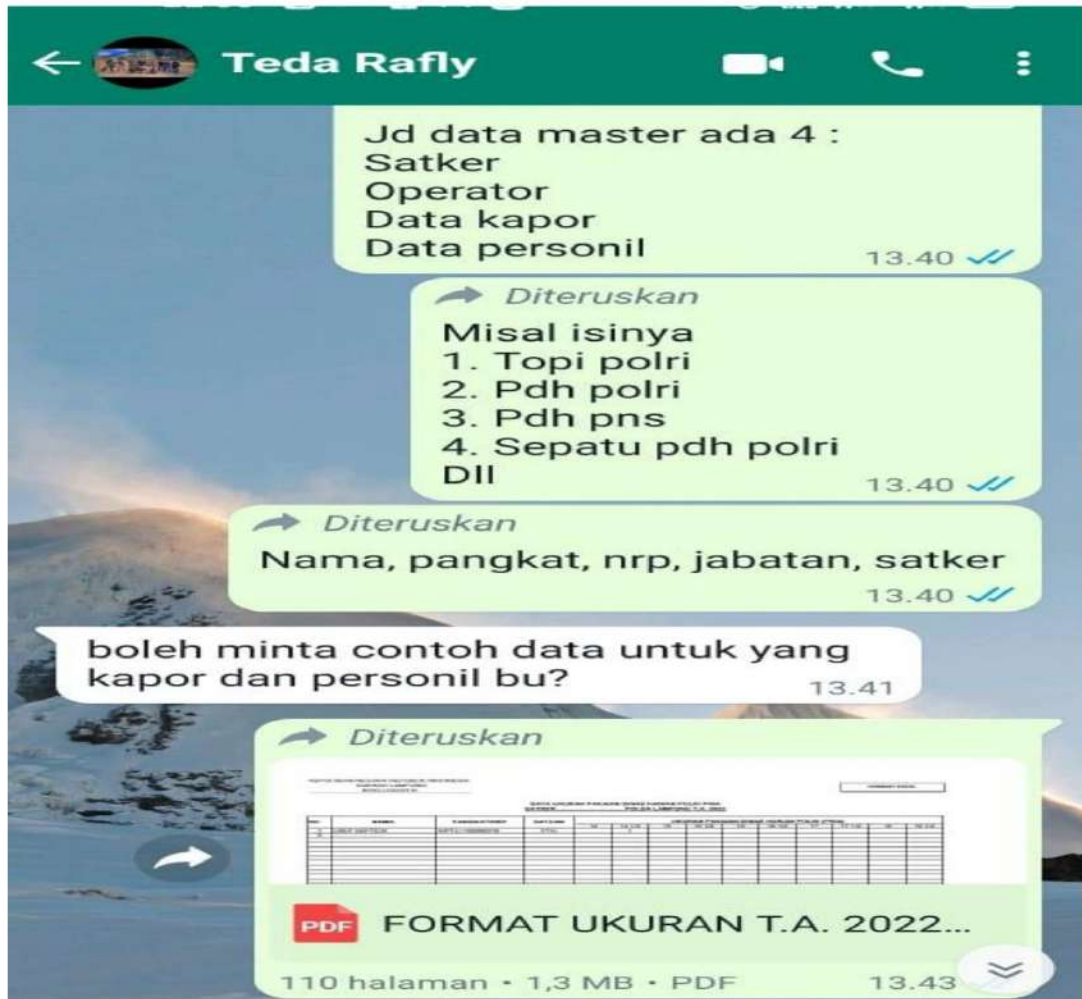 Teda Rafly
Jd data master ada 4 :
Satker
Operator
Data kapor
Data personil
13.40
Diteruskan
Misal isinya
1. Topi polri
2. Pdh polri
3. Pdh pns
4. Sepatu pdh polri
Dll
13.40
Diteruskan
Nama, pangkat, nrp, jabatan, satker
13.40
boleh minta contoh data untuk yang
kapor dan personil bu?
13.41
Diteruskan
PDF
FORMAT UKURAN T.A. 2022...
110 halaman • 1,3 MB • PDF
13.43